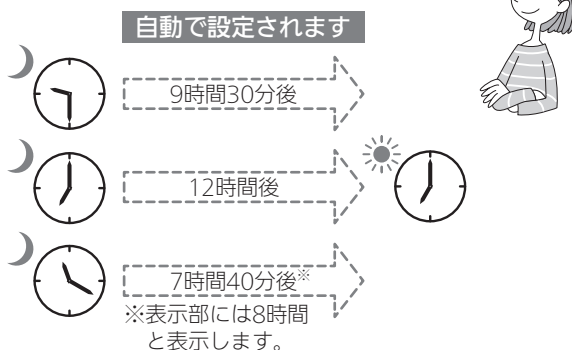 自動で設定されます
9時間30分後
12時間後
7時間40分後※
※表示部には8時間
と表示します。